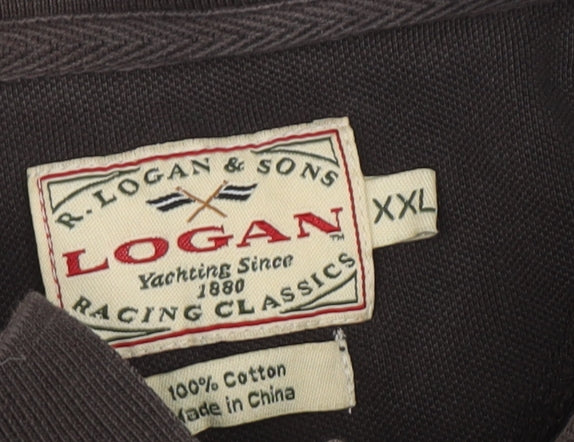 R. LOGAN & SONS
LOGAN
Yachting Since
1880
RACING CLASSICS
XXL
100% Cotton
Made in China